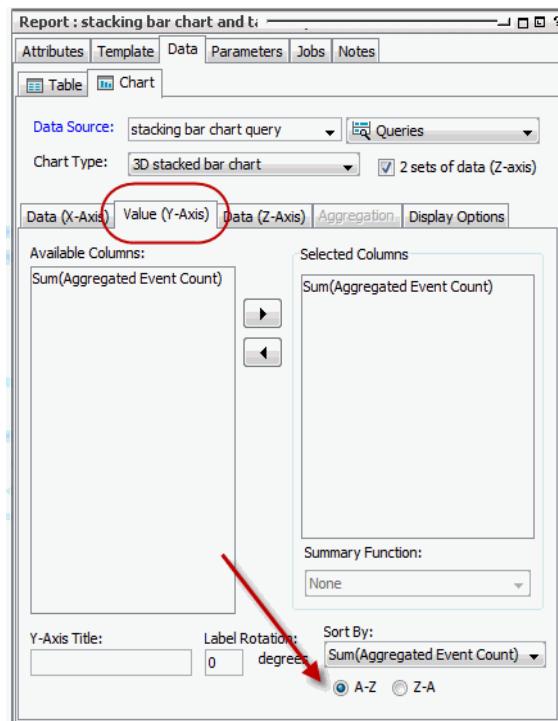 Report : stacking bar chart and
Attributes Template Data Parameters Jobs Notes
Table Chart
Data Source: stacking bar chart query Queries
Chart Type: 3D stacked bar chart 2 sets of data (Z-axis)
Data (X-Axis) Value (Y-Axis) Data (Z-Axis) Aggregation Display Options
Available Columns: Selected Columns
Sum(Aggregated Event Count) Sum(Aggregated Event Count)
Summary Function:
None
Y-Axis Title: Label Rotation: Sort By:
0 degrees Sum(Aggregated Event Count)
A-Z Z-A